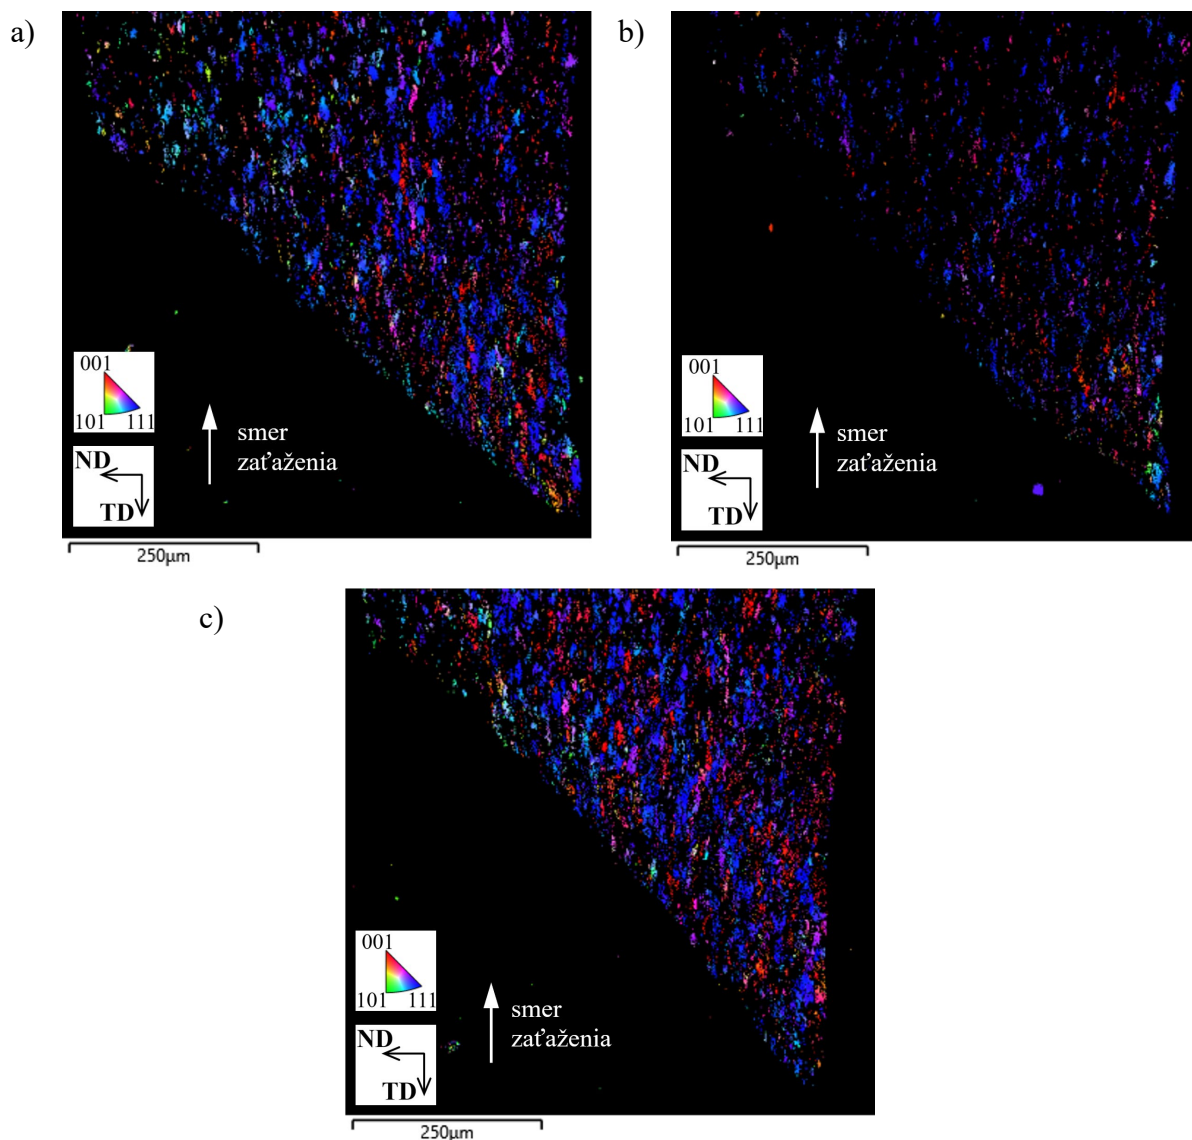 a)
001
101 111
ND
TD
smer
zaťaženia
250µm
b)
001
101 111
ND
TD
smer
zaťaženia
250µm
c)
001
101 111
ND
TD
smer
zaťaženia
250µm